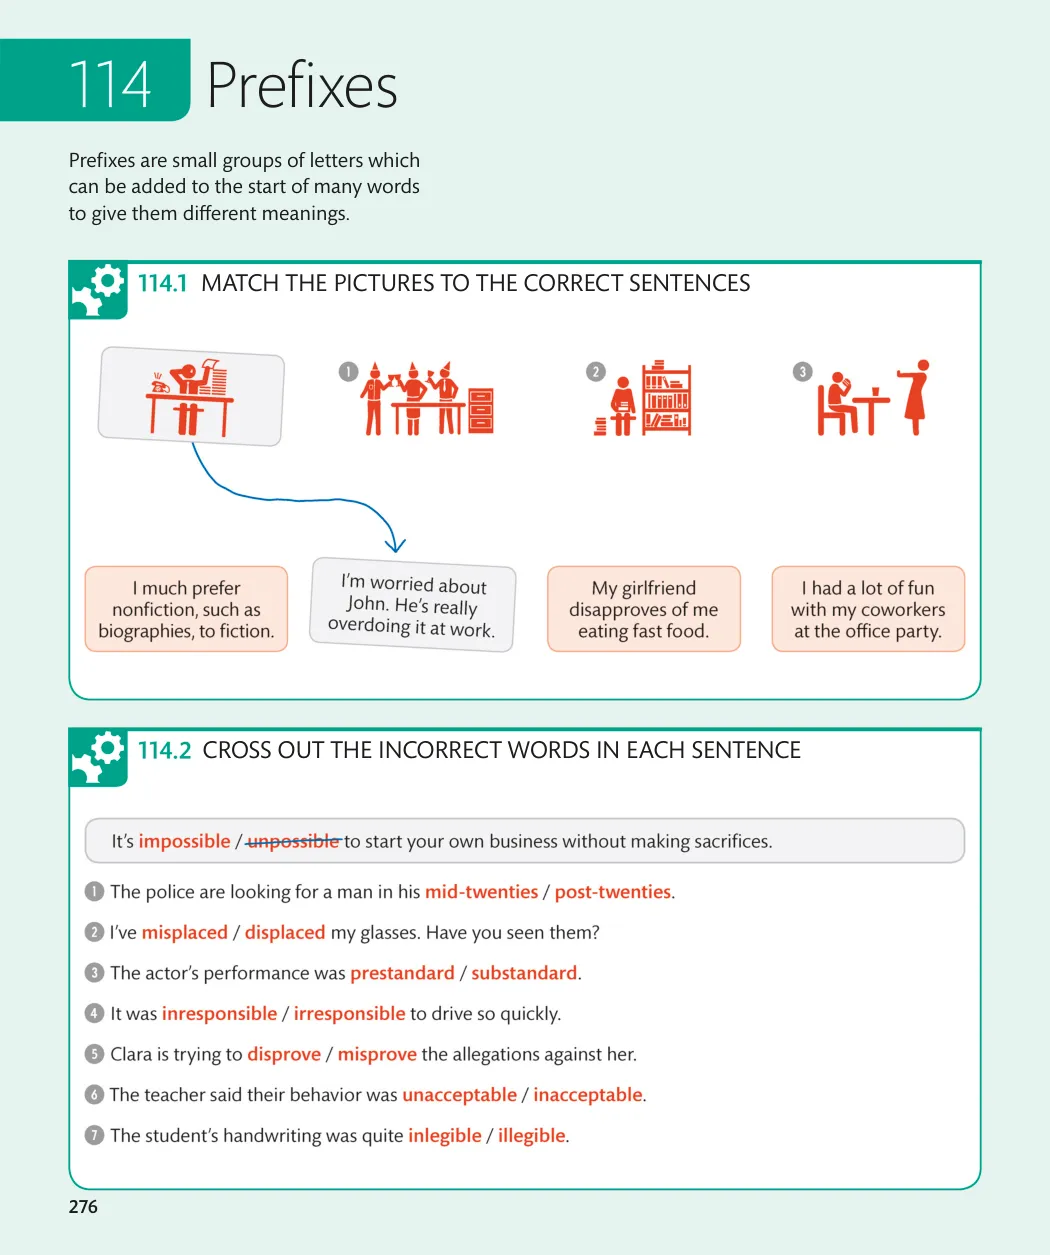 114 Prefixes
Prefixes are small groups of letters which
can be added to the start of many words
to give them different meanings.
114.1 MATCH THE PICTURES TO THE CORRECT SENTENCES
1
2
3
I much prefer
nonfiction, such as
biographies, to fiction.
I'm worried about
John. He's really
overdoing it at work.
My girlfriend
disapproves of me
eating fast food.
I had a lot of fun
with my coworkers
at the office party.
114.2 CROSS OUT THE INCORRECT WORDS IN EACH SENTENCE
It's impossible / unpossible to start your own business without making sacrifices.
1 The police are looking for a man in his mid-twenties / post-twenties.
2 I've misplaced / displaced my glasses. Have you seen them?
3 The actor's performance was prestandard / substandard.
4 It was inresponsible / irresponsible to drive so quickly.
5 Clara is trying to disprove / misprove the allegations against her.
6 The teacher said their behavior was unacceptable / inacceptable.
7 The student's handwriting was quite inlegible / illegible.
276